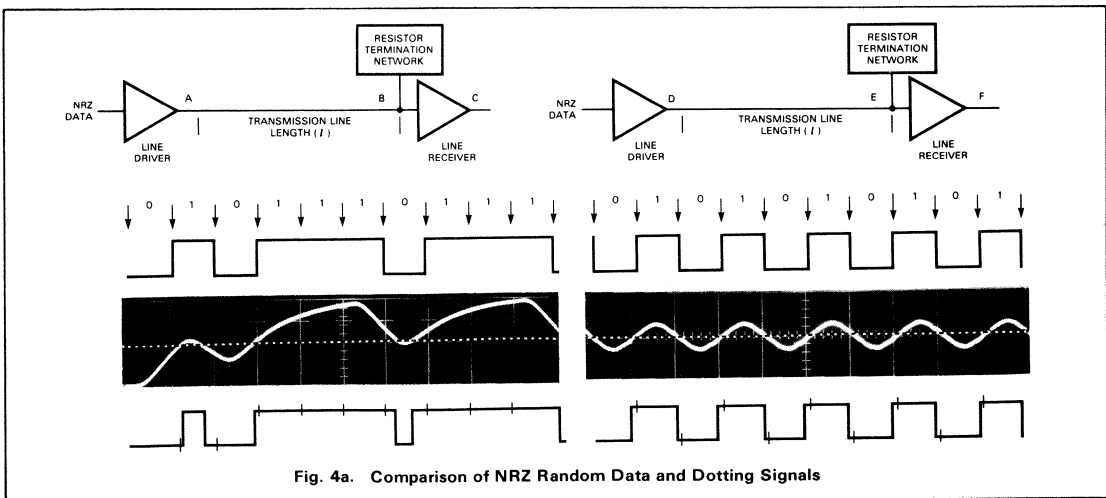 RESISTOR
TERMINATION
NETWORK
A
B
C
NRZ
DATA
TRANSMISSION LINE
LENGTH (l)
LINE
DRIVER
LINE
RECEIVER
RESISTOR
TERMINATION
NETWORK
D
E
F
NRZ
DATA
TRANSMISSION LINE
LENGTH (l)
LINE
DRIVER
LINE
RECEIVER
0 1 0 1 1 1 0 1 1 1
0 1 0 1 0 1 0 1 0 1
Fig. 4a. Comparison of NRZ Random Data and Dotting Signals